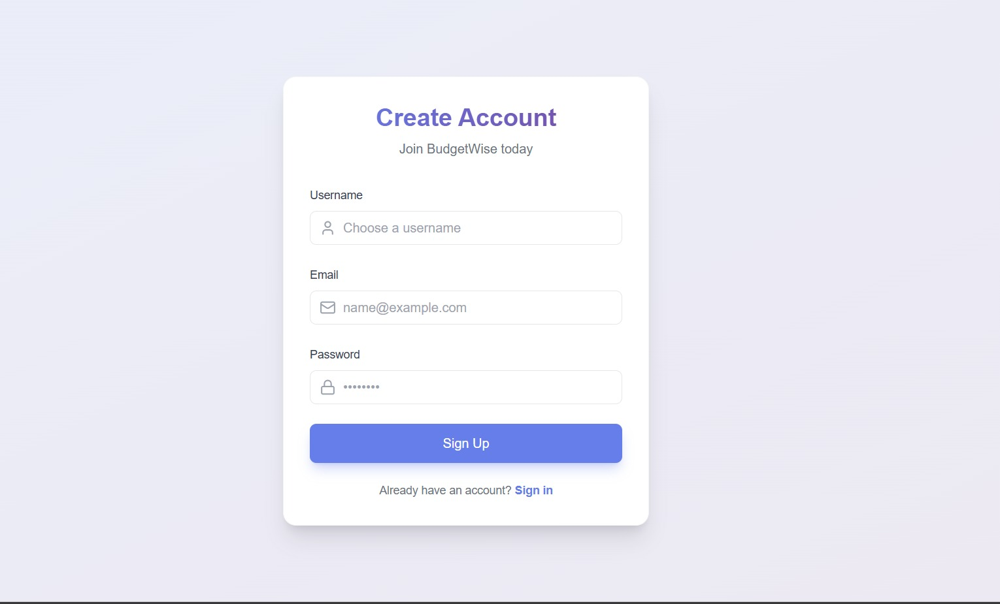 Create Account
Join BudgetWise today
Username
Choose a username
Email
name@example.com
Password
••••••••
Sign Up
Already have an account? Sign in